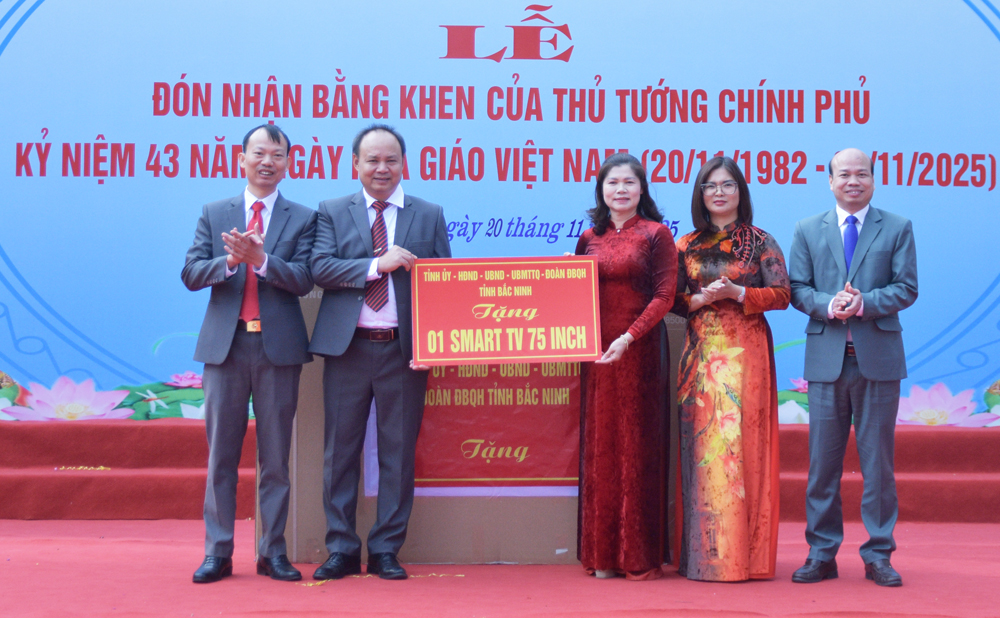 LỄ
ĐÓN NHẬN BẰNG KHEN CỦA THỦ TƯỚNG CHÍNH PHỦ
KỶ NIỆM 43 NĂM NGÀY GIÁO VIỆT NAM (20/11/1982 - /11/2025)
ngày 20 tháng 11
TỈNH ỦY - HĐND - UBND - UBMTTQ - ĐOÀN ĐBQH
TỈNH BẮC NINH
Tặng
01 SMART TV 75 INCH
ỦY - HĐND - UBND - UBMTTQ
ĐOÀN ĐBQH TỈNH BẮC NINH
Tặng